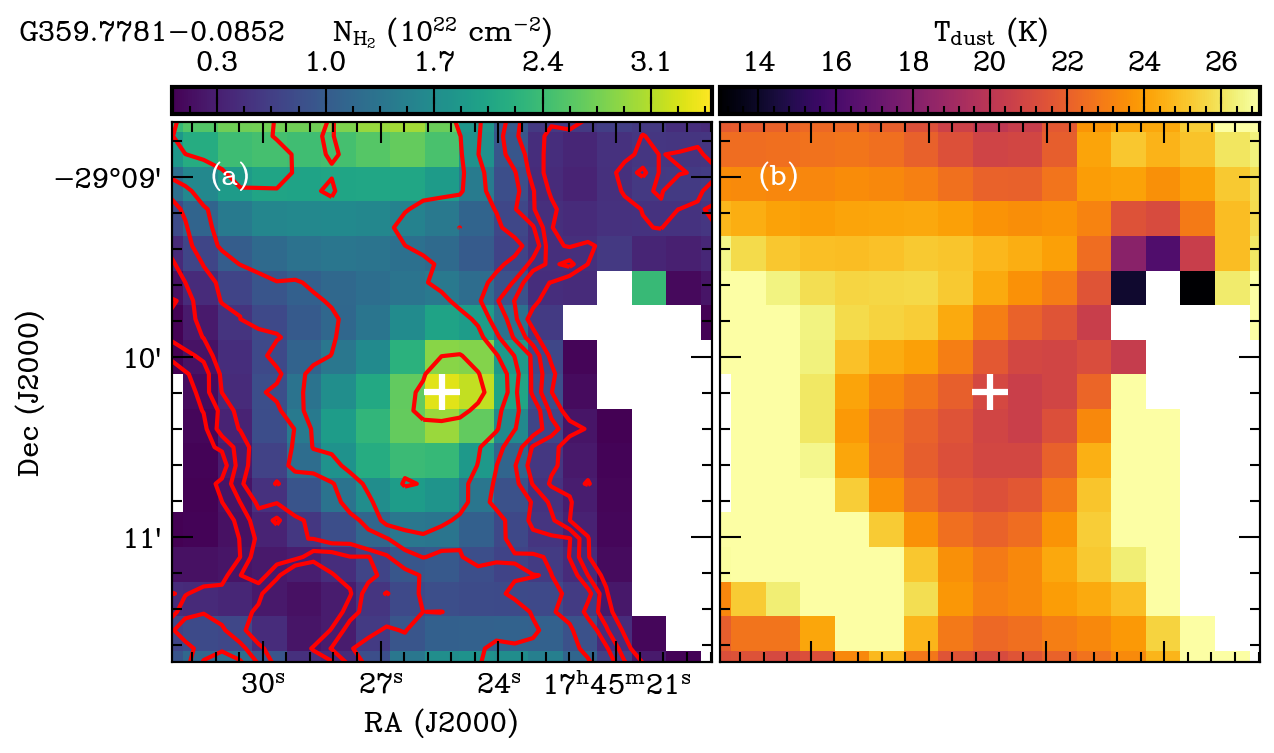 G359.7781−0.0852 N_H₂ (10²² cm⁻²) T_dust (K)
0.3 1.0 1.7 2.4 3.1 14 16 18 20 22 24 26
(a) (b)
−29°09'
10'
11'
Dec (J2000)
30ˢ 27ˢ 24ˢ 17ʰ45ᵐ21ˢ
RA (J2000)